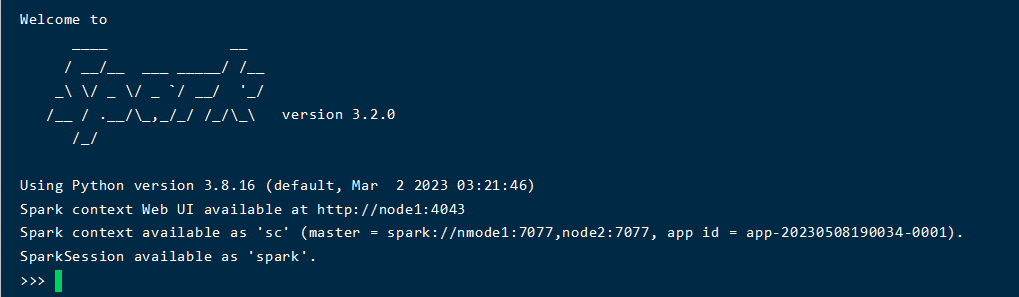 Welcome to
      ____              __
     / __/__  ___ _____/ /__
    _\ \/ _ \/ _ `/ __/  '_/
   /__ / .__/\_,_/_/ /_/\_\   version 3.2.0
      /_/
Using Python version 3.8.16 (default, Mar  2 2023 03:21:46)
Spark context Web UI available at http://node1:4043
Spark context available as 'sc' (master = spark://nmode1:7077,node2:7077, app id = app-20230508190034-0001).
SparkSession available as 'spark'.
>>>